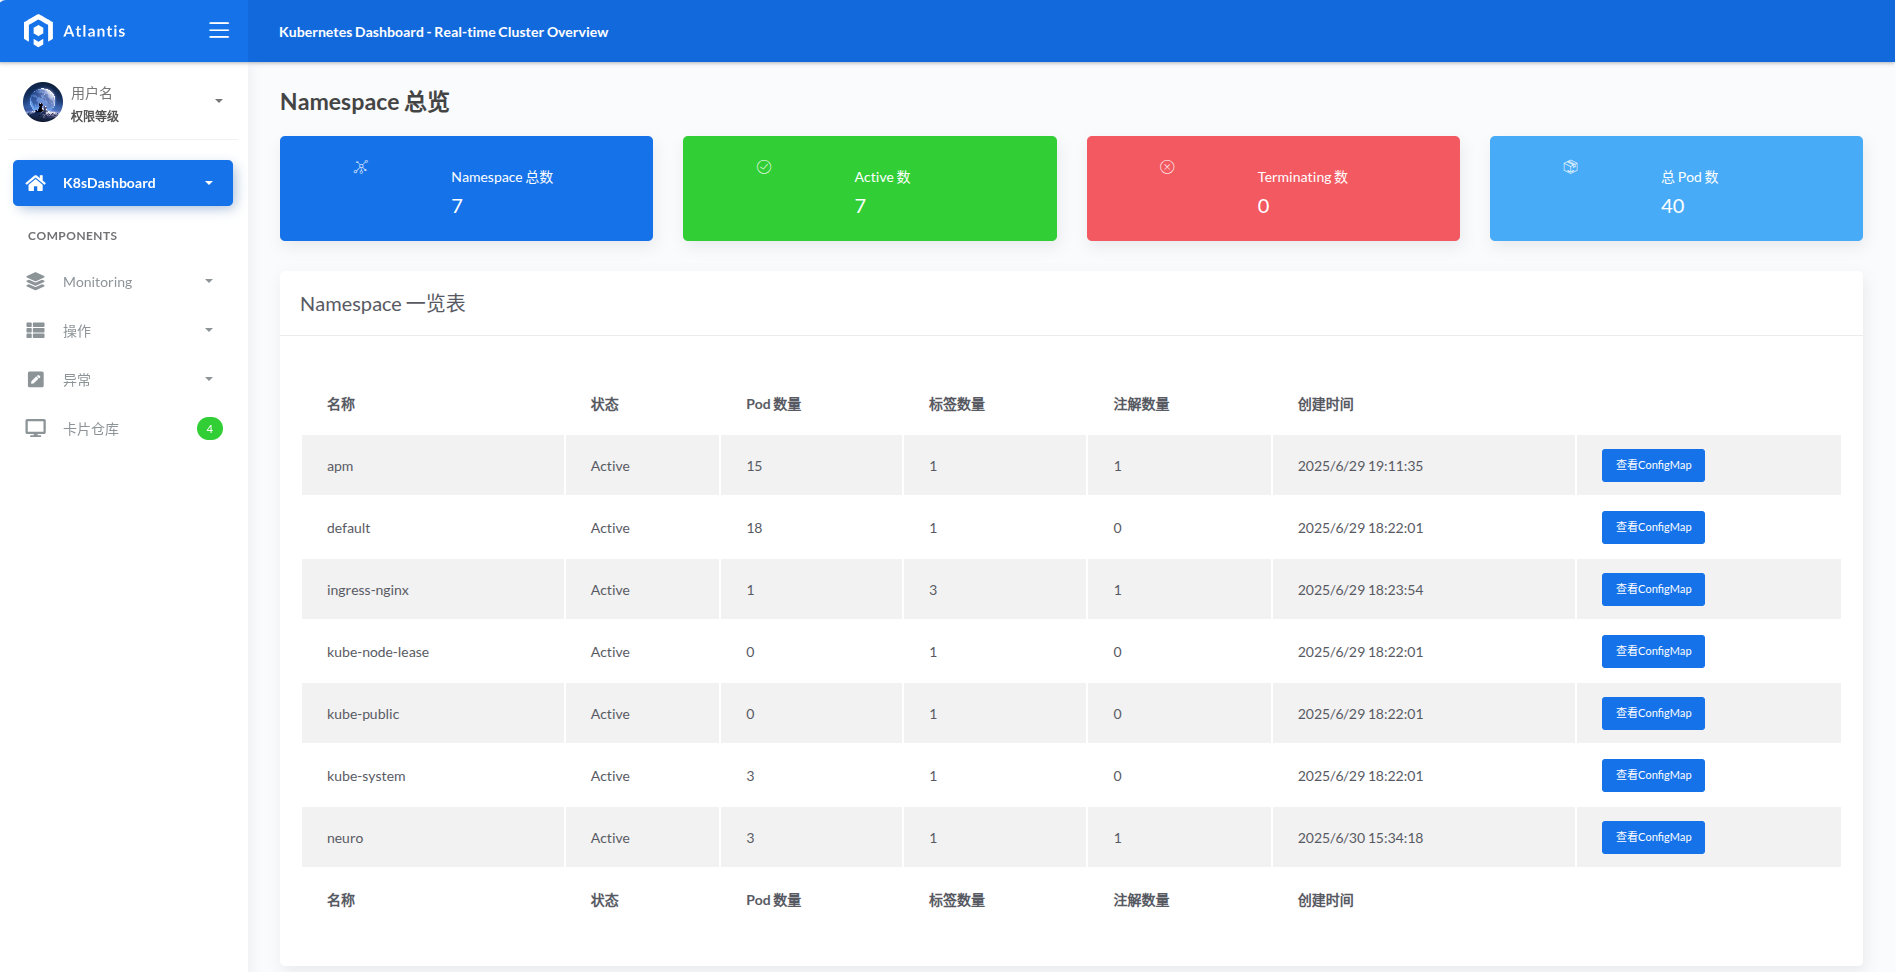 Atlantis
Kubernetes Dashboard - Real-time Cluster Overview
用户名
权限等级
K8sDashboard
COMPONENTS
Monitoring
操作
异常
卡片仓库 4
Namespace 总览
Namespace 总数
7
Active 数
7
Terminating 数
0
总 Pod 数
40
Namespace 一览表
名称 状态 Pod 数量 标签数量 注解数量 创建时间
apm Active 15 1 1 2025/6/29 19:11:35 查看ConfigMap
default Active 18 1 0 2025/6/29 18:22:01 查看ConfigMap
ingress-nginx Active 1 3 1 2025/6/29 18:23:54 查看ConfigMap
kube-node-lease Active 0 1 0 2025/6/29 18:22:01 查看ConfigMap
kube-public Active 0 1 0 2025/6/29 18:22:01 查看ConfigMap
kube-system Active 3 1 0 2025/6/29 18:22:01 查看ConfigMap
neuro Active 3 1 1 2025/6/30 15:34:18 查看ConfigMap
名称 状态 Pod 数量 标签数量 注解数量 创建时间